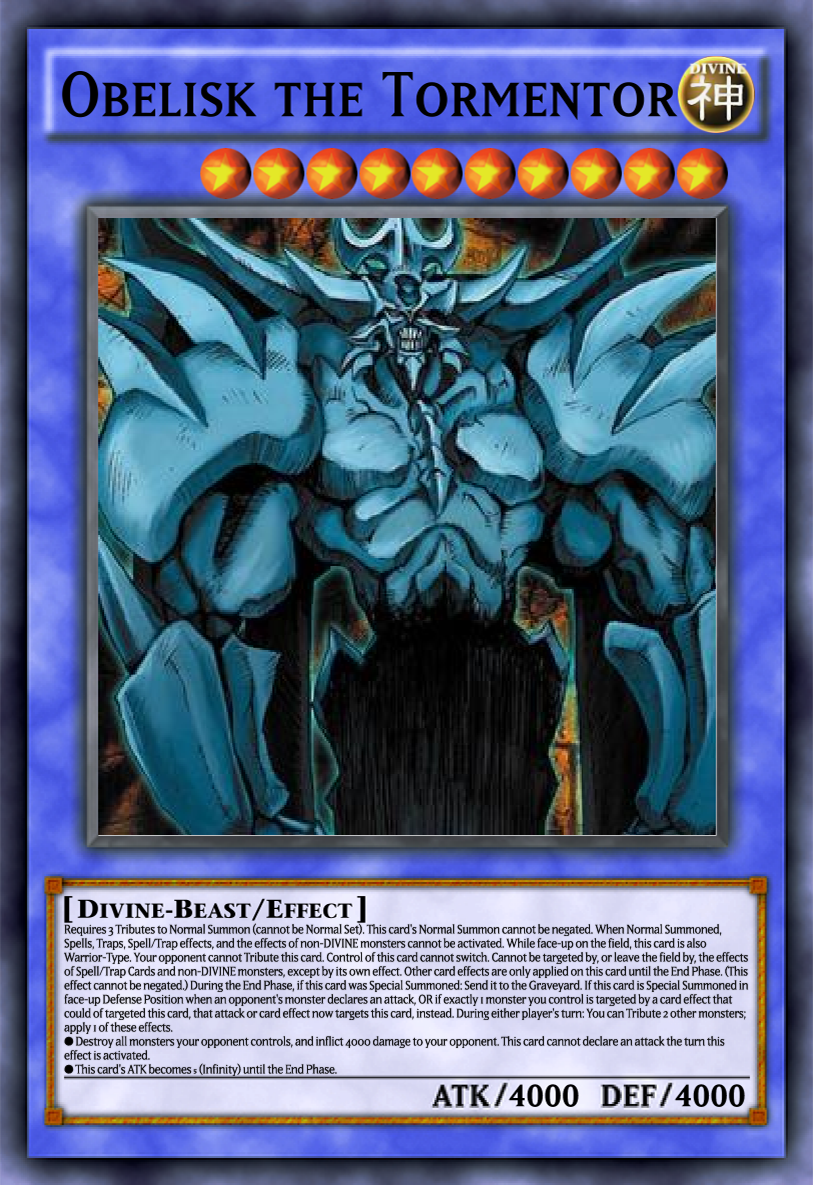 Obelisk the Tormentor
DIVINE
神
[ Divine-Beast/Effect ]
Requires 3 Tributes to Normal Summon (cannot be Normal Set). This card's Normal Summon cannot be negated. When Normal Summoned,
Spells, Traps, Spell/Trap effects, and the effects of non-DIVINE monsters cannot be activated. While face-up on the field, this card is also
Warrior-Type. Your opponent cannot Tribute this card. Control of this card cannot switch. Cannot be targeted by, or leave the field by, the effects
of Spell/Trap Cards and non-DIVINE monsters, except by its own effect. Other card effects are only applied on this card until the End Phase. (This
effect cannot be negated.) During the End Phase, if this card was Special Summoned: Send it to the Graveyard. If this card is Special Summoned in
face-up Defense Position when an opponent's monster declares an attack, OR if exactly 1 monster you control is targeted by a card effect that
could of targeted this card, that attack or card effect now targets this card, instead. During either player's turn: You can Tribute 2 other monsters;
apply 1 of these effects.
● Destroy all monsters your opponent controls, and inflict 4000 damage to your opponent. This card cannot declare an attack the turn this
effect is activated.
● This card's ATK becomes 5 (Infinity) until the End Phase.
ATK/4000 DEF/4000